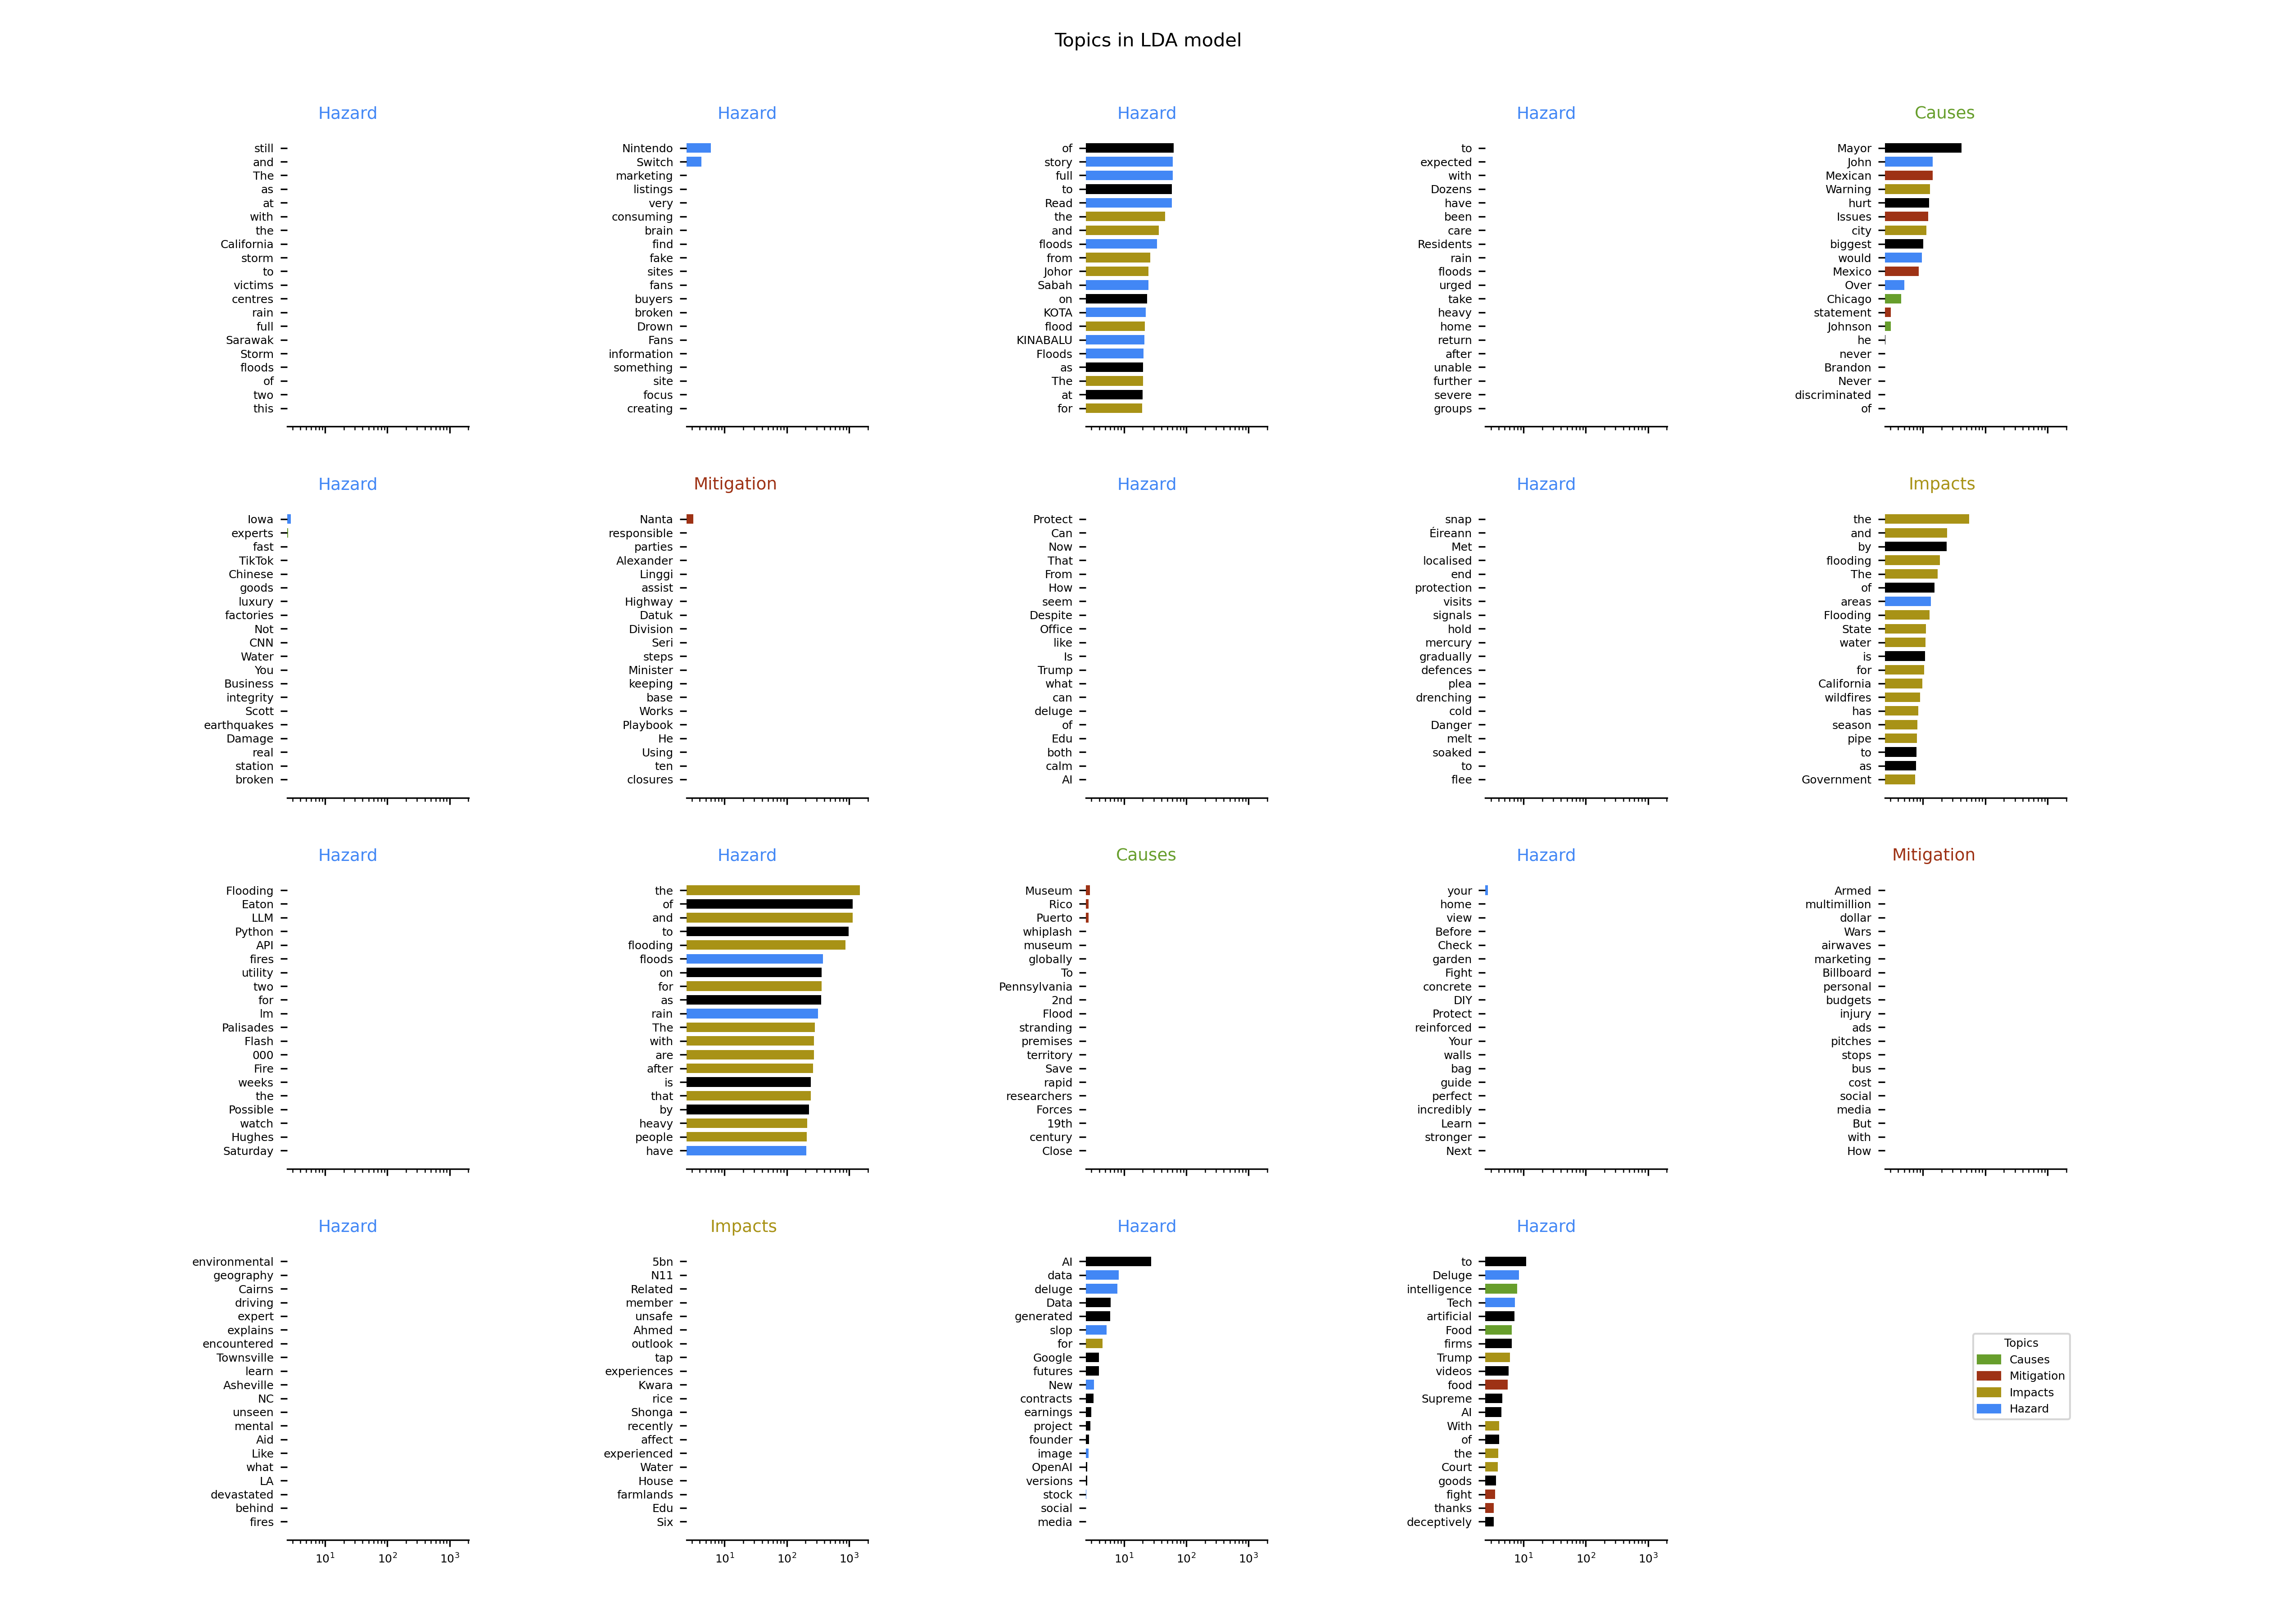 Topics in LDA model
Hazard
still
and
The
as
at
with
the
California
storm
to
victims
centres
rain
full
Sarawak
Storm
floods
of
two
this
Hazard
Nintendo
Switch
marketing
listings
very
consuming
brain
find
fake
sites
fans
buyers
broken
Drown
Fans
information
something
site
focus
creating
Hazard
of
story
full
to
Read
the
and
floods
from
Johor
Sabah
on
KOTA
flood
KINABALU
Floods
as
The
at
for
Hazard
to
expected
with
Dozens
have
been
care
Residents
rain
floods
urged
take
heavy
home
return
after
unable
further
severe
groups
Causes
Mayor
John
Mexican
Warning
hurt
Issues
city
biggest
would
Mexico
Over
Chicago
statement
Johnson
he
never
Brandon
Never
discriminated
of
Hazard
Iowa
experts
fast
TikTok
Chinese
goods
luxury
factories
Not
CNN
Water
You
Business
integrity
Scott
earthquakes
Damage
real
station
broken
Mitigation
Nanta
responsible
parties
Alexander
Linggi
assist
Highway
Datuk
Division
Seri
steps
Minister
keeping
base
Works
Playbook
He
Using
ten
closures
Hazard
Protect
Can
Now
That
From
How
seem
Despite
Office
like
Is
Trump
what
can
deluge
of
Edu
both
calm
AI
Hazard
snap
Éireann
Met
localised
end
protection
visits
signals
hold
mercury
gradually
defences
plea
drenching
cold
Danger
melt
soaked
to
flee
Impacts
the
and
by
flooding
The
of
areas
Flooding
State
water
is
for
California
wildfires
has
season
pipe
to
as
Government
Hazard
Flooding
Eaton
LLM
Python
API
fires
utility
two
for
lm
Palisades
Flash
000
Fire
weeks
the
Possible
watch
Hughes
Saturday
Hazard
the
of
and
to
flooding
floods
on
for
as
rain
The
with
are
after
is
that
by
heavy
people
have
Causes
Museum
Rico
Puerto
whiplash
museum
globally
To
Pennsylvania
2nd
Flood
stranding
premises
territory
Save
rapid
researchers
Forces
19th
century
Close
Hazard
your
home
view
Before
Check
garden
Fight
concrete
DIY
Protect
reinforced
Your
walls
bag
guide
perfect
incredibly
Learn
stronger
Next
Mitigation
Armed
multimillion
dollar
Wars
airwaves
marketing
Billboard
personal
budgets
injury
ads
pitches
stops
bus
cost
social
media
But
with
How
Hazard
environmental
geography
Cairns
driving
expert
explains
encountered
Townsville
learn
Asheville
NC
unseen
mental
Aid
Like
what
LA
devastated
behind
fires
10¹ 10² 10³
Impacts
5bn
N11
Related
member
unsafe
Ahmed
outlook
tap
experiences
Kwara
rice
Shonga
recently
affect
experienced
Water
House
farmlands
Edu
Six
10¹ 10² 10³
Hazard
AI
data
deluge
Data
generated
slop
for
Google
futures
New
contracts
earnings
project
founder
image
OpenAI
versions
stock
social
media
10¹ 10² 10³
Hazard
to
Deluge
intelligence
Tech
artificial
Food
firms
Trump
videos
food
Supreme
AI
With
of
the
Court
goods
fight
thanks
deceptively
10¹ 10² 10³
Topics
Causes
Mitigation
Impacts
Hazard